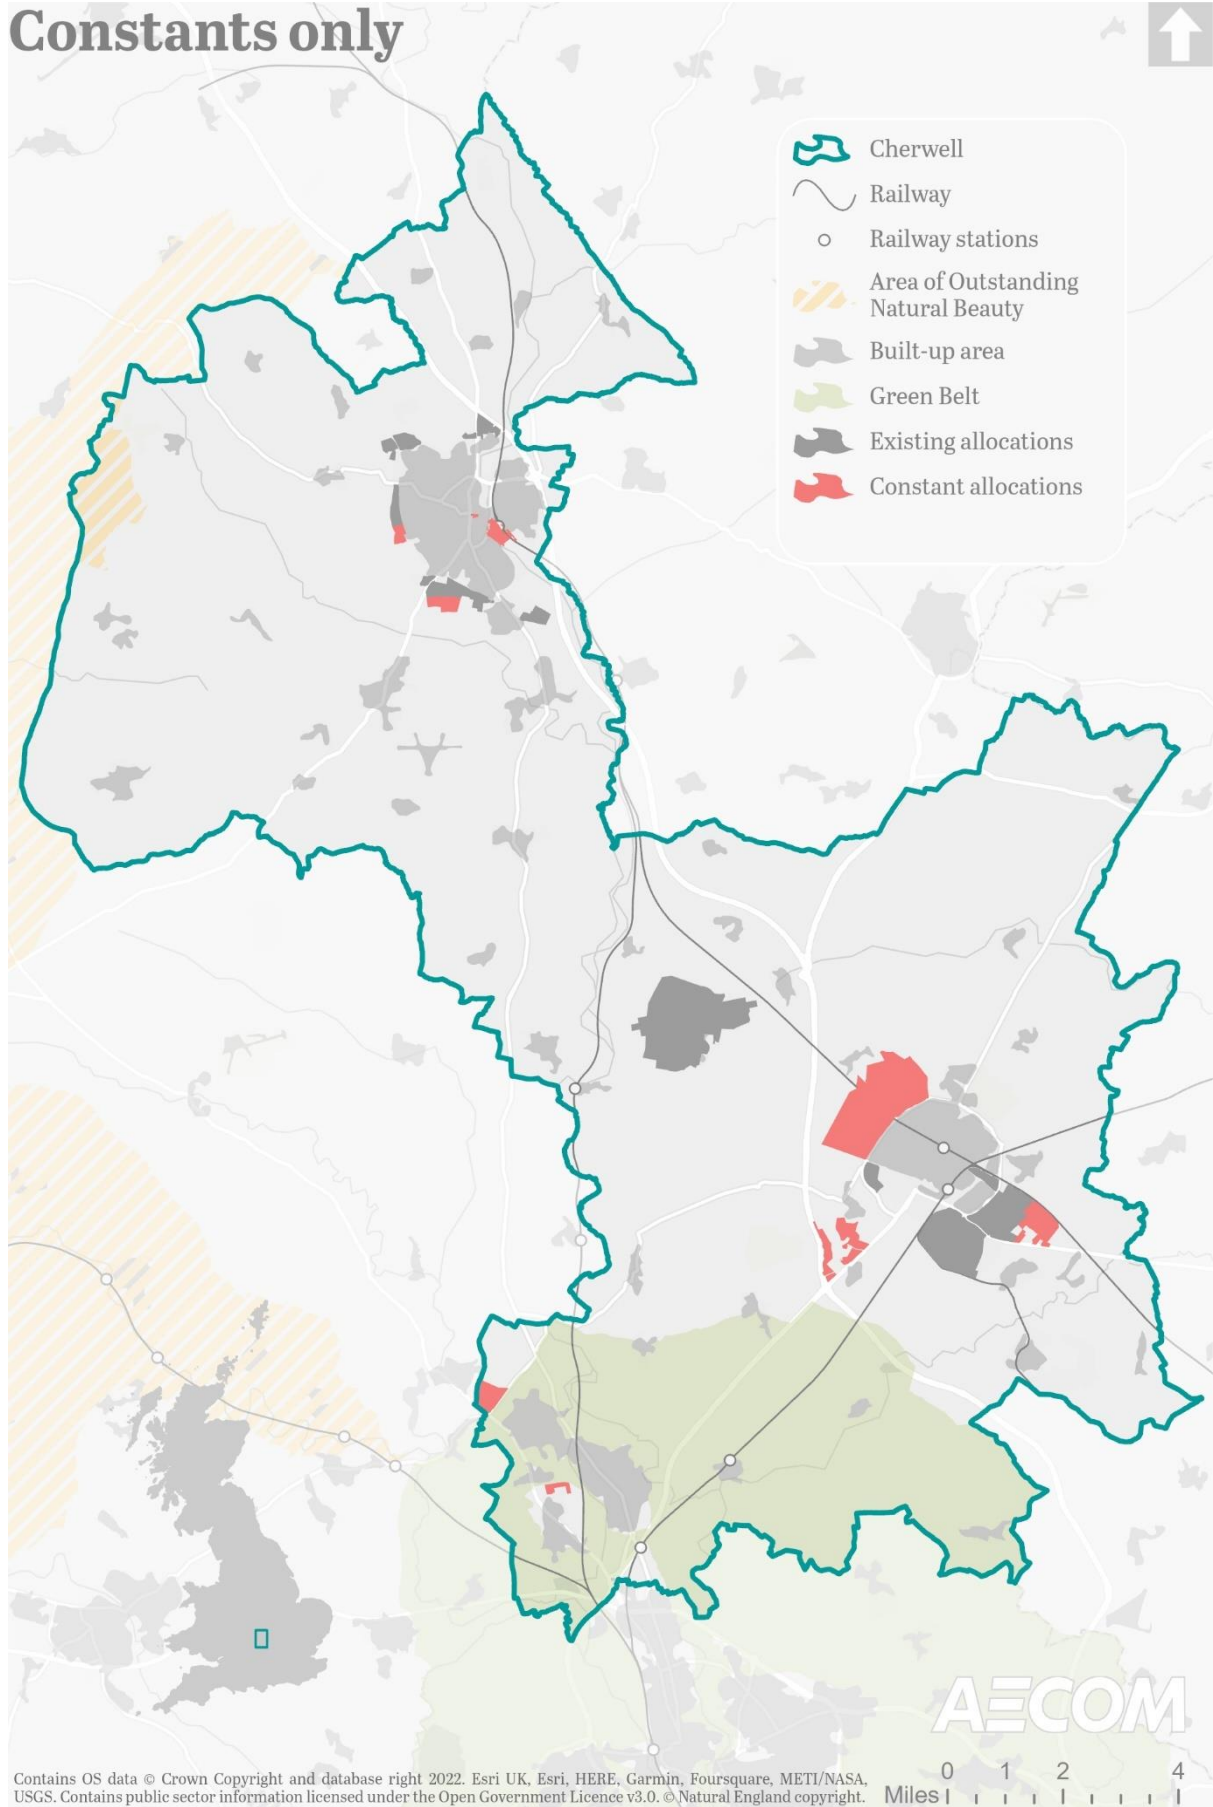 Constants only
Cherwell
Railway
Railway stations
Area of Outstanding
Natural Beauty
Built-up area
Green Belt
Existing allocations
Constant allocations
AECOM
Contains OS data © Crown Copyright and database right 2022. Esri UK, Esri, HERE, Garmin, Foursquare, METI/NASA,
USGS. Contains public sector information licensed under the Open Government Licence v3.0. © Natural England copyright.
0 1 2 4
Miles